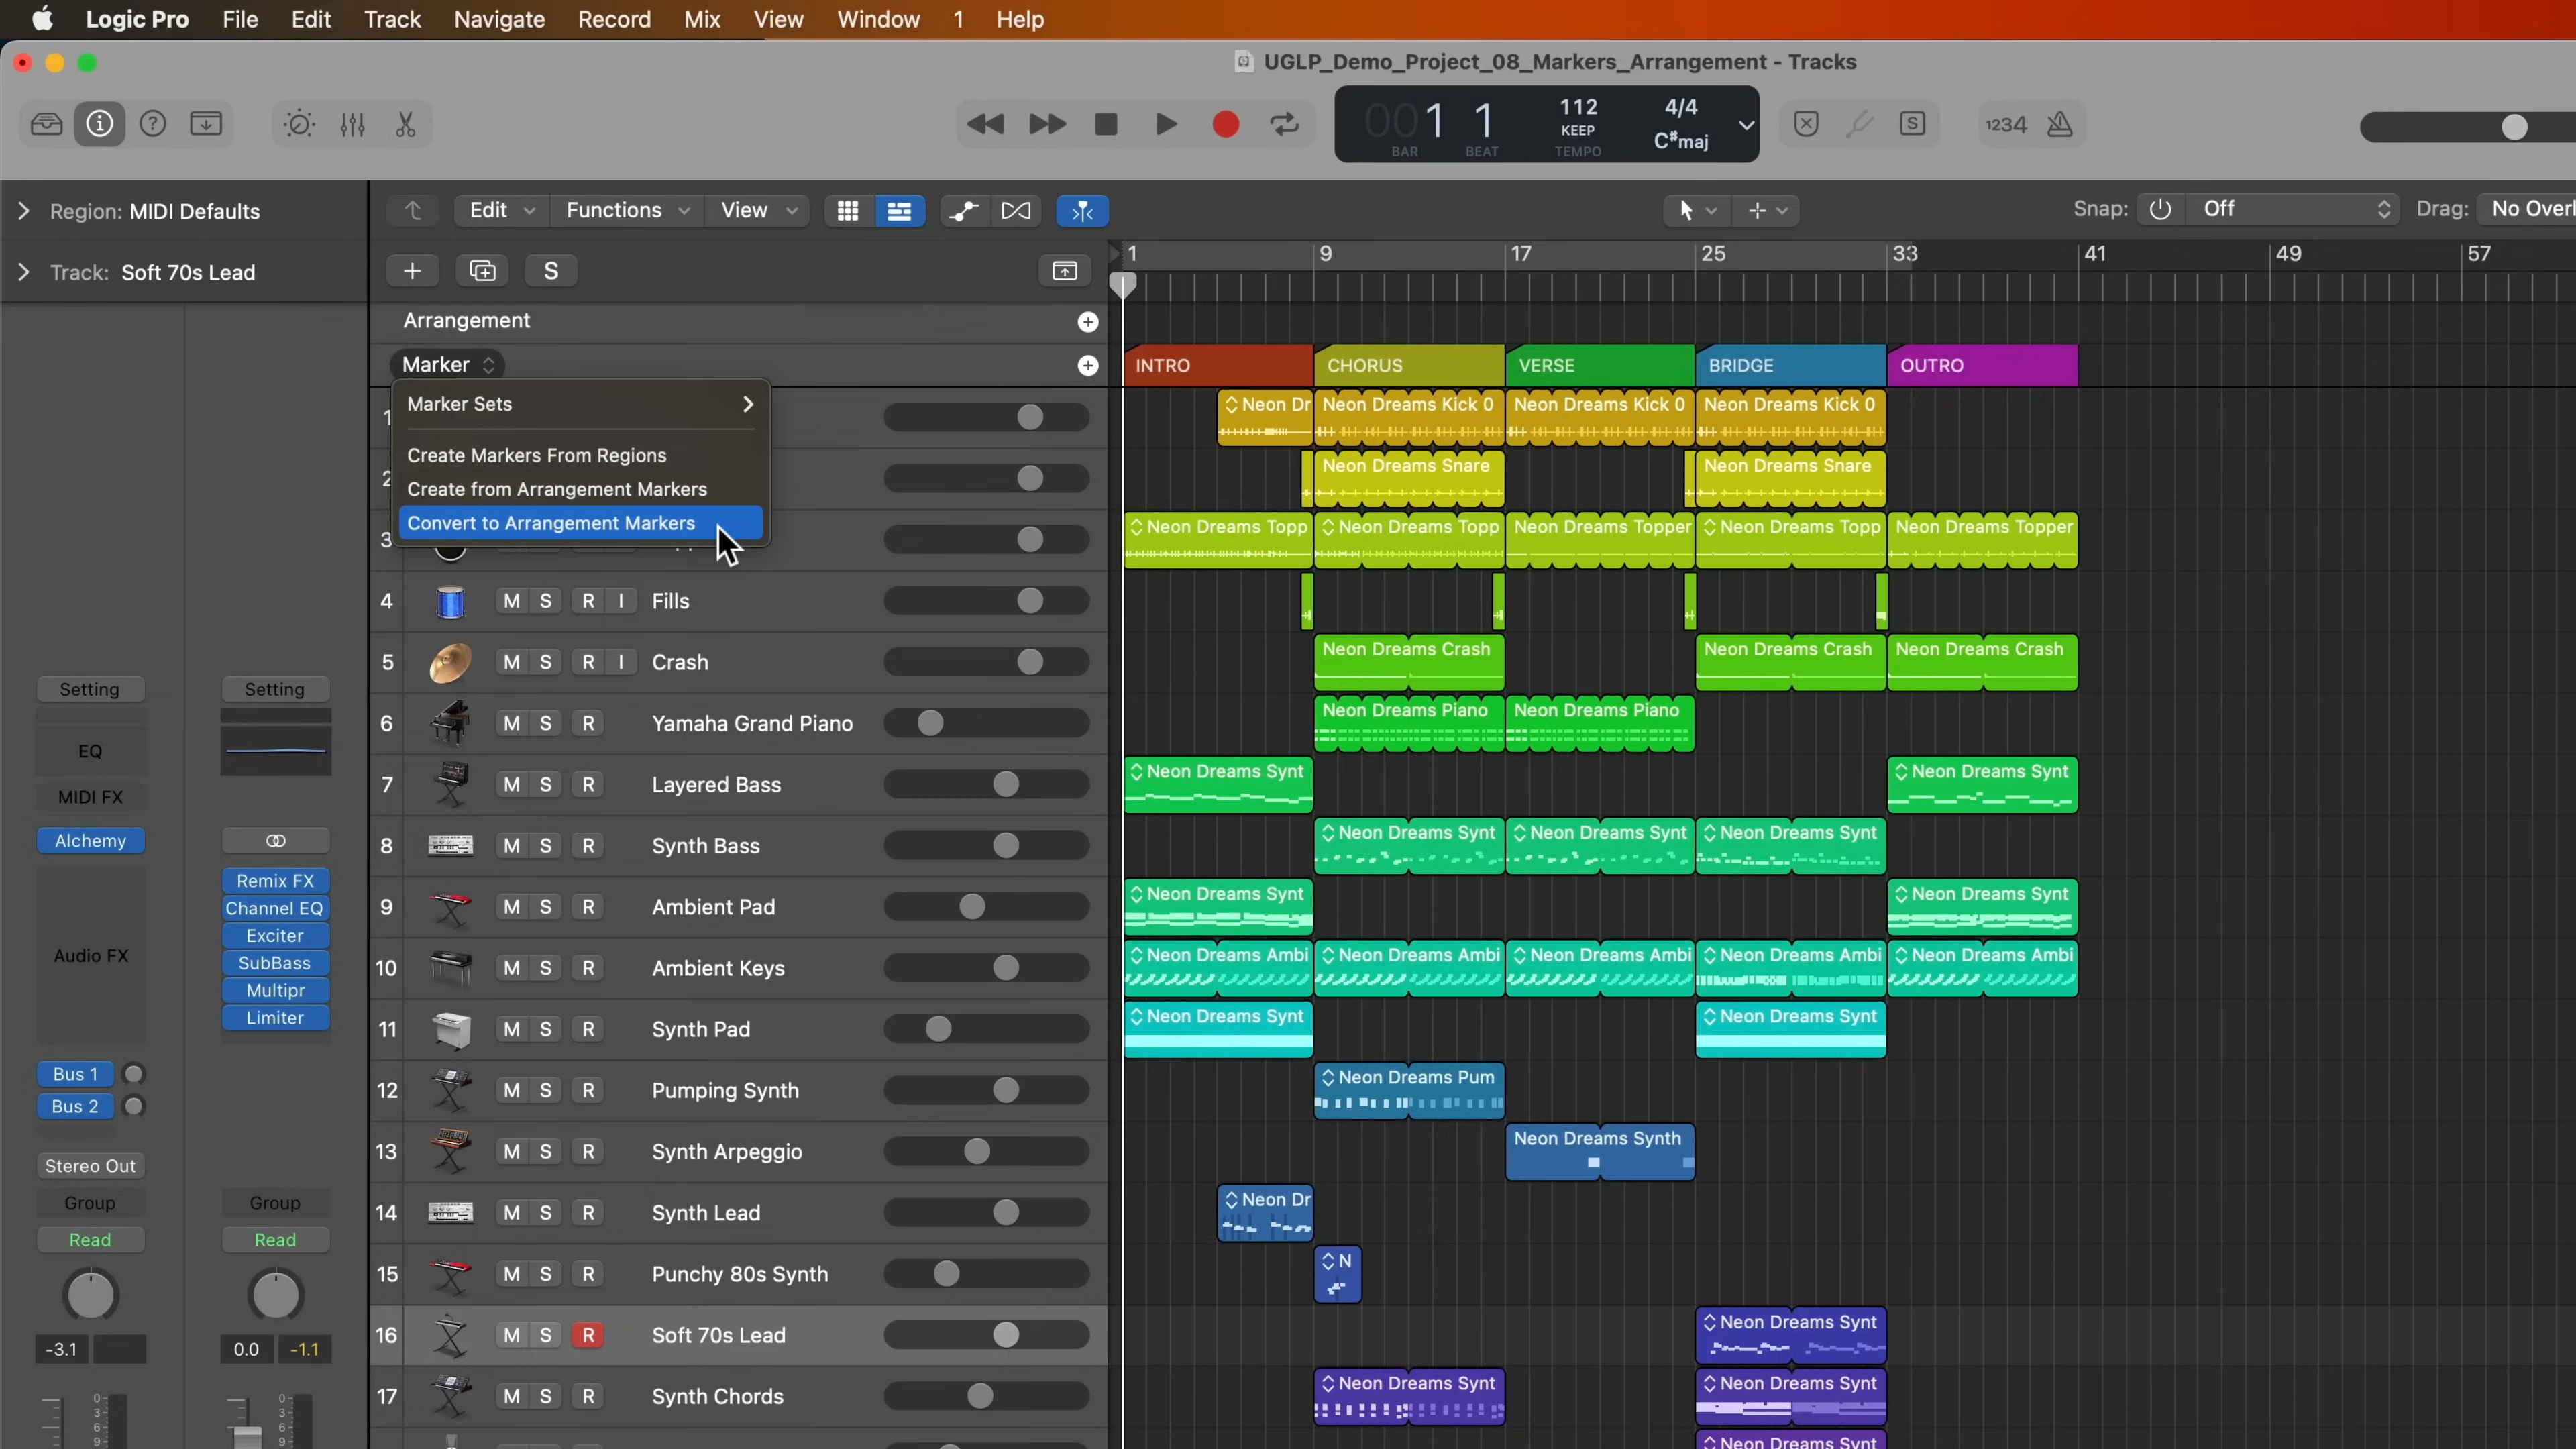 Logic Pro File Edit Track Navigate Record Mix View Window 1 Help
UGLP_Demo_Project_08_Markers_Arrangement - Tracks
001 1 112 4/4
KEEP C#maj
BAR BEAT TEMPO
S 1234
Region: MIDI Defaults
Edit Functions View
Snap: Off Drag: No Overl
Track: Soft 70s Lead
S
1 9 17 25 33 41 49 57
Arrangement
Marker
INTRO CHORUS VERSE BRIDGE OUTRO
Marker Sets
Create Markers From Regions
Create from Arrangement Markers
Convert to Arrangement Markers
1 Neon Dr Neon Dreams Kick 0 Neon Dreams Kick 0 Neon Dreams Kick 0
2 Neon Dreams Snare Neon Dreams Snare
3 Neon Dreams Topp Neon Dreams Topp Neon Dreams Topper Neon Dreams Topp Neon Dreams Topper
4 M S R I Fills
5 M S R I Crash Neon Dreams Crash Neon Dreams Crash Neon Dreams Crash
6 M S R Yamaha Grand Piano Neon Dreams Piano Neon Dreams Piano
7 M S R Layered Bass Neon Dreams Synt Neon Dreams Synt
8 M S R Synth Bass Neon Dreams Synt Neon Dreams Synt Neon Dreams Synt
9 M S R Ambient Pad Neon Dreams Synt Neon Dreams Synt
10 M S R Ambient Keys Neon Dreams Ambi Neon Dreams Ambi Neon Dreams Ambi Neon Dreams Ambi Neon Dreams Ambi
11 M S R Synth Pad Neon Dreams Synt Neon Dreams Synt
12 M S R Pumping Synth Neon Dreams Pum
13 M S R Synth Arpeggio Neon Dreams Synth
14 M S R Synth Lead Neon Dr
15 M S R Punchy 80s Synth N
16 M S R Soft 70s Lead Neon Dreams Synt
17 M S R Synth Chords Neon Dreams Synt Neon Dreams Synt
Neon Dreams Synt
Setting Setting
EQ
MIDI FX
Alchemy
Remix FX
Channel EQ
Exciter
Audio FX
SubBass
Multipr
Limiter
Bus 1
Bus 2
Stereo Out
Group Group
Read Read
-3.1 0.0 -1.1
0 0
3 3
6 6
9 9